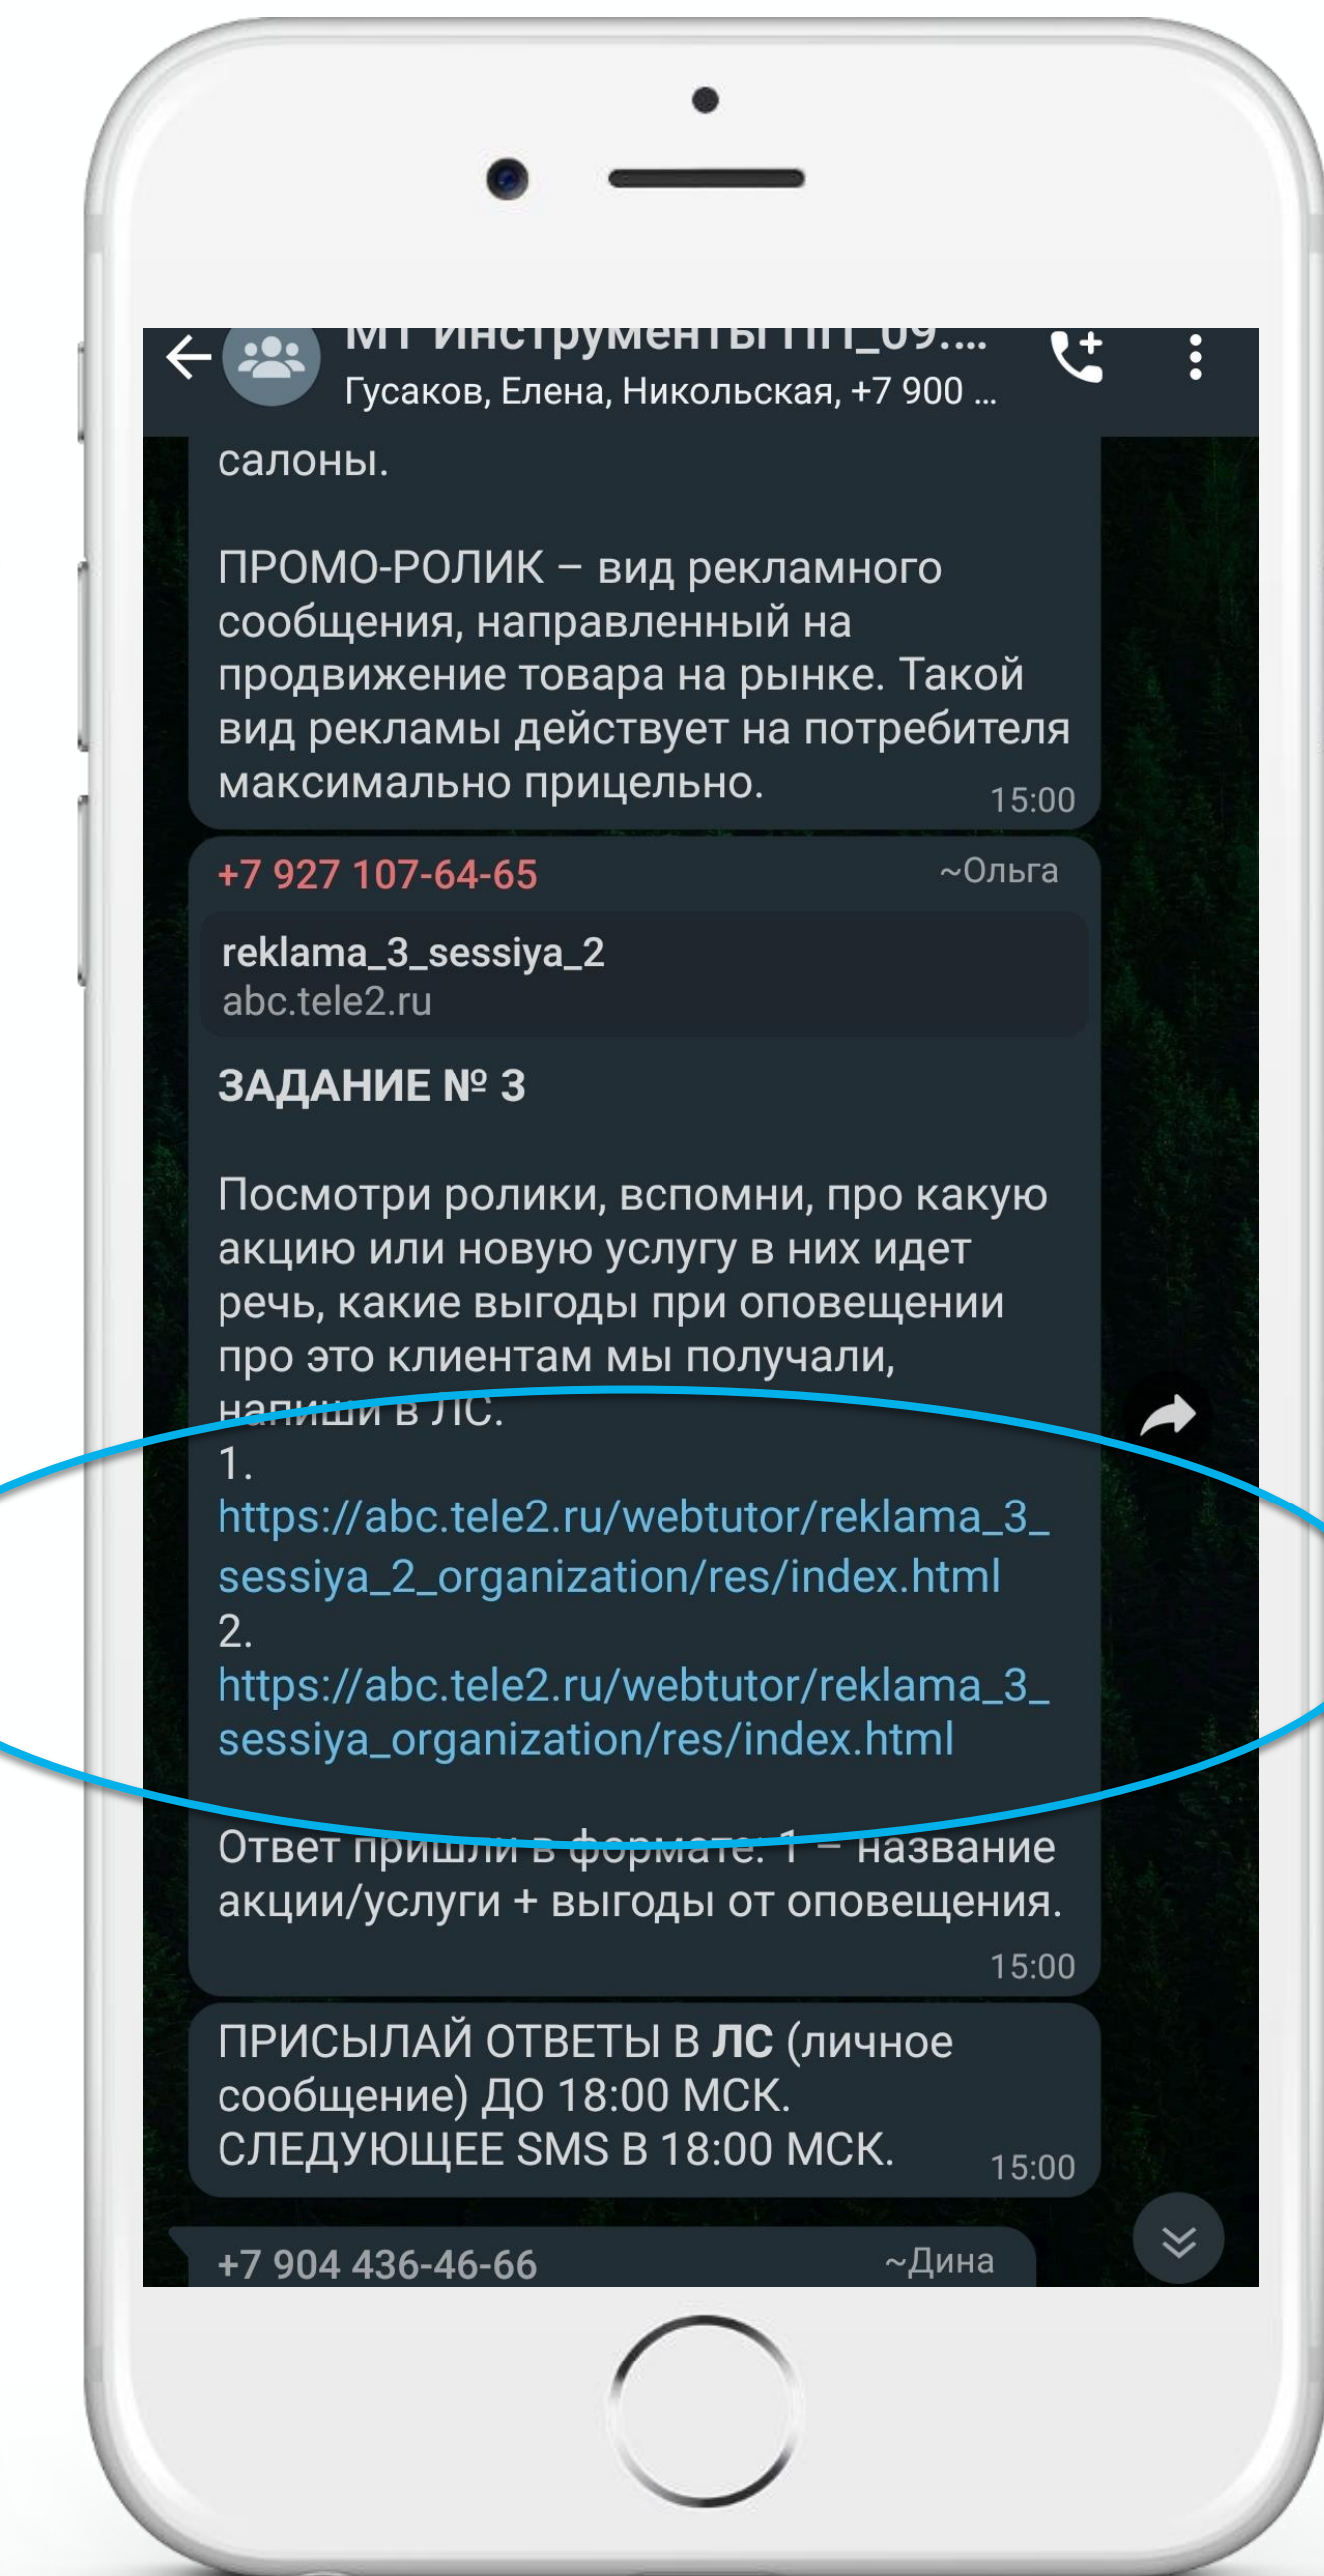 МТ Инструменты ПП_09....
Гусаков, Елена, Никольская, +7 900 ...
салоны.
ПРОМО-РОЛИК – вид рекламного
сообщения, направленный на
продвижение товара на рынке. Такой
вид рекламы действует на потребителя
максимально прицельно.
15:00
+7 927 107-64-65 ~Ольга
reklama_3_sessiya_2
abc.tele2.ru
ЗАДАНИЕ № 3
Посмотри ролики, вспомни, про какую
акцию или новую услугу в них идет
речь, какие выгоды при оповещении
про это клиентам мы получали,
напиши в ЛС.
1.
https://abc.tele2.ru/webtutor/reklama_3_
sessiya_2_organization/res/index.html
2.
https://abc.tele2.ru/webtutor/reklama_3_
sessiya_organization/res/index.html
Ответ пришли в формате: 1 – название
акции/услуги + выгоды от оповещения.
15:00
ПРИСЫЛАЙ ОТВЕТЫ В ЛС (личное
сообщение) ДО 18:00 МСК.
СЛЕДУЮЩЕЕ SMS В 18:00 МСК.
15:00
+7 904 436-46-66 ~Дина